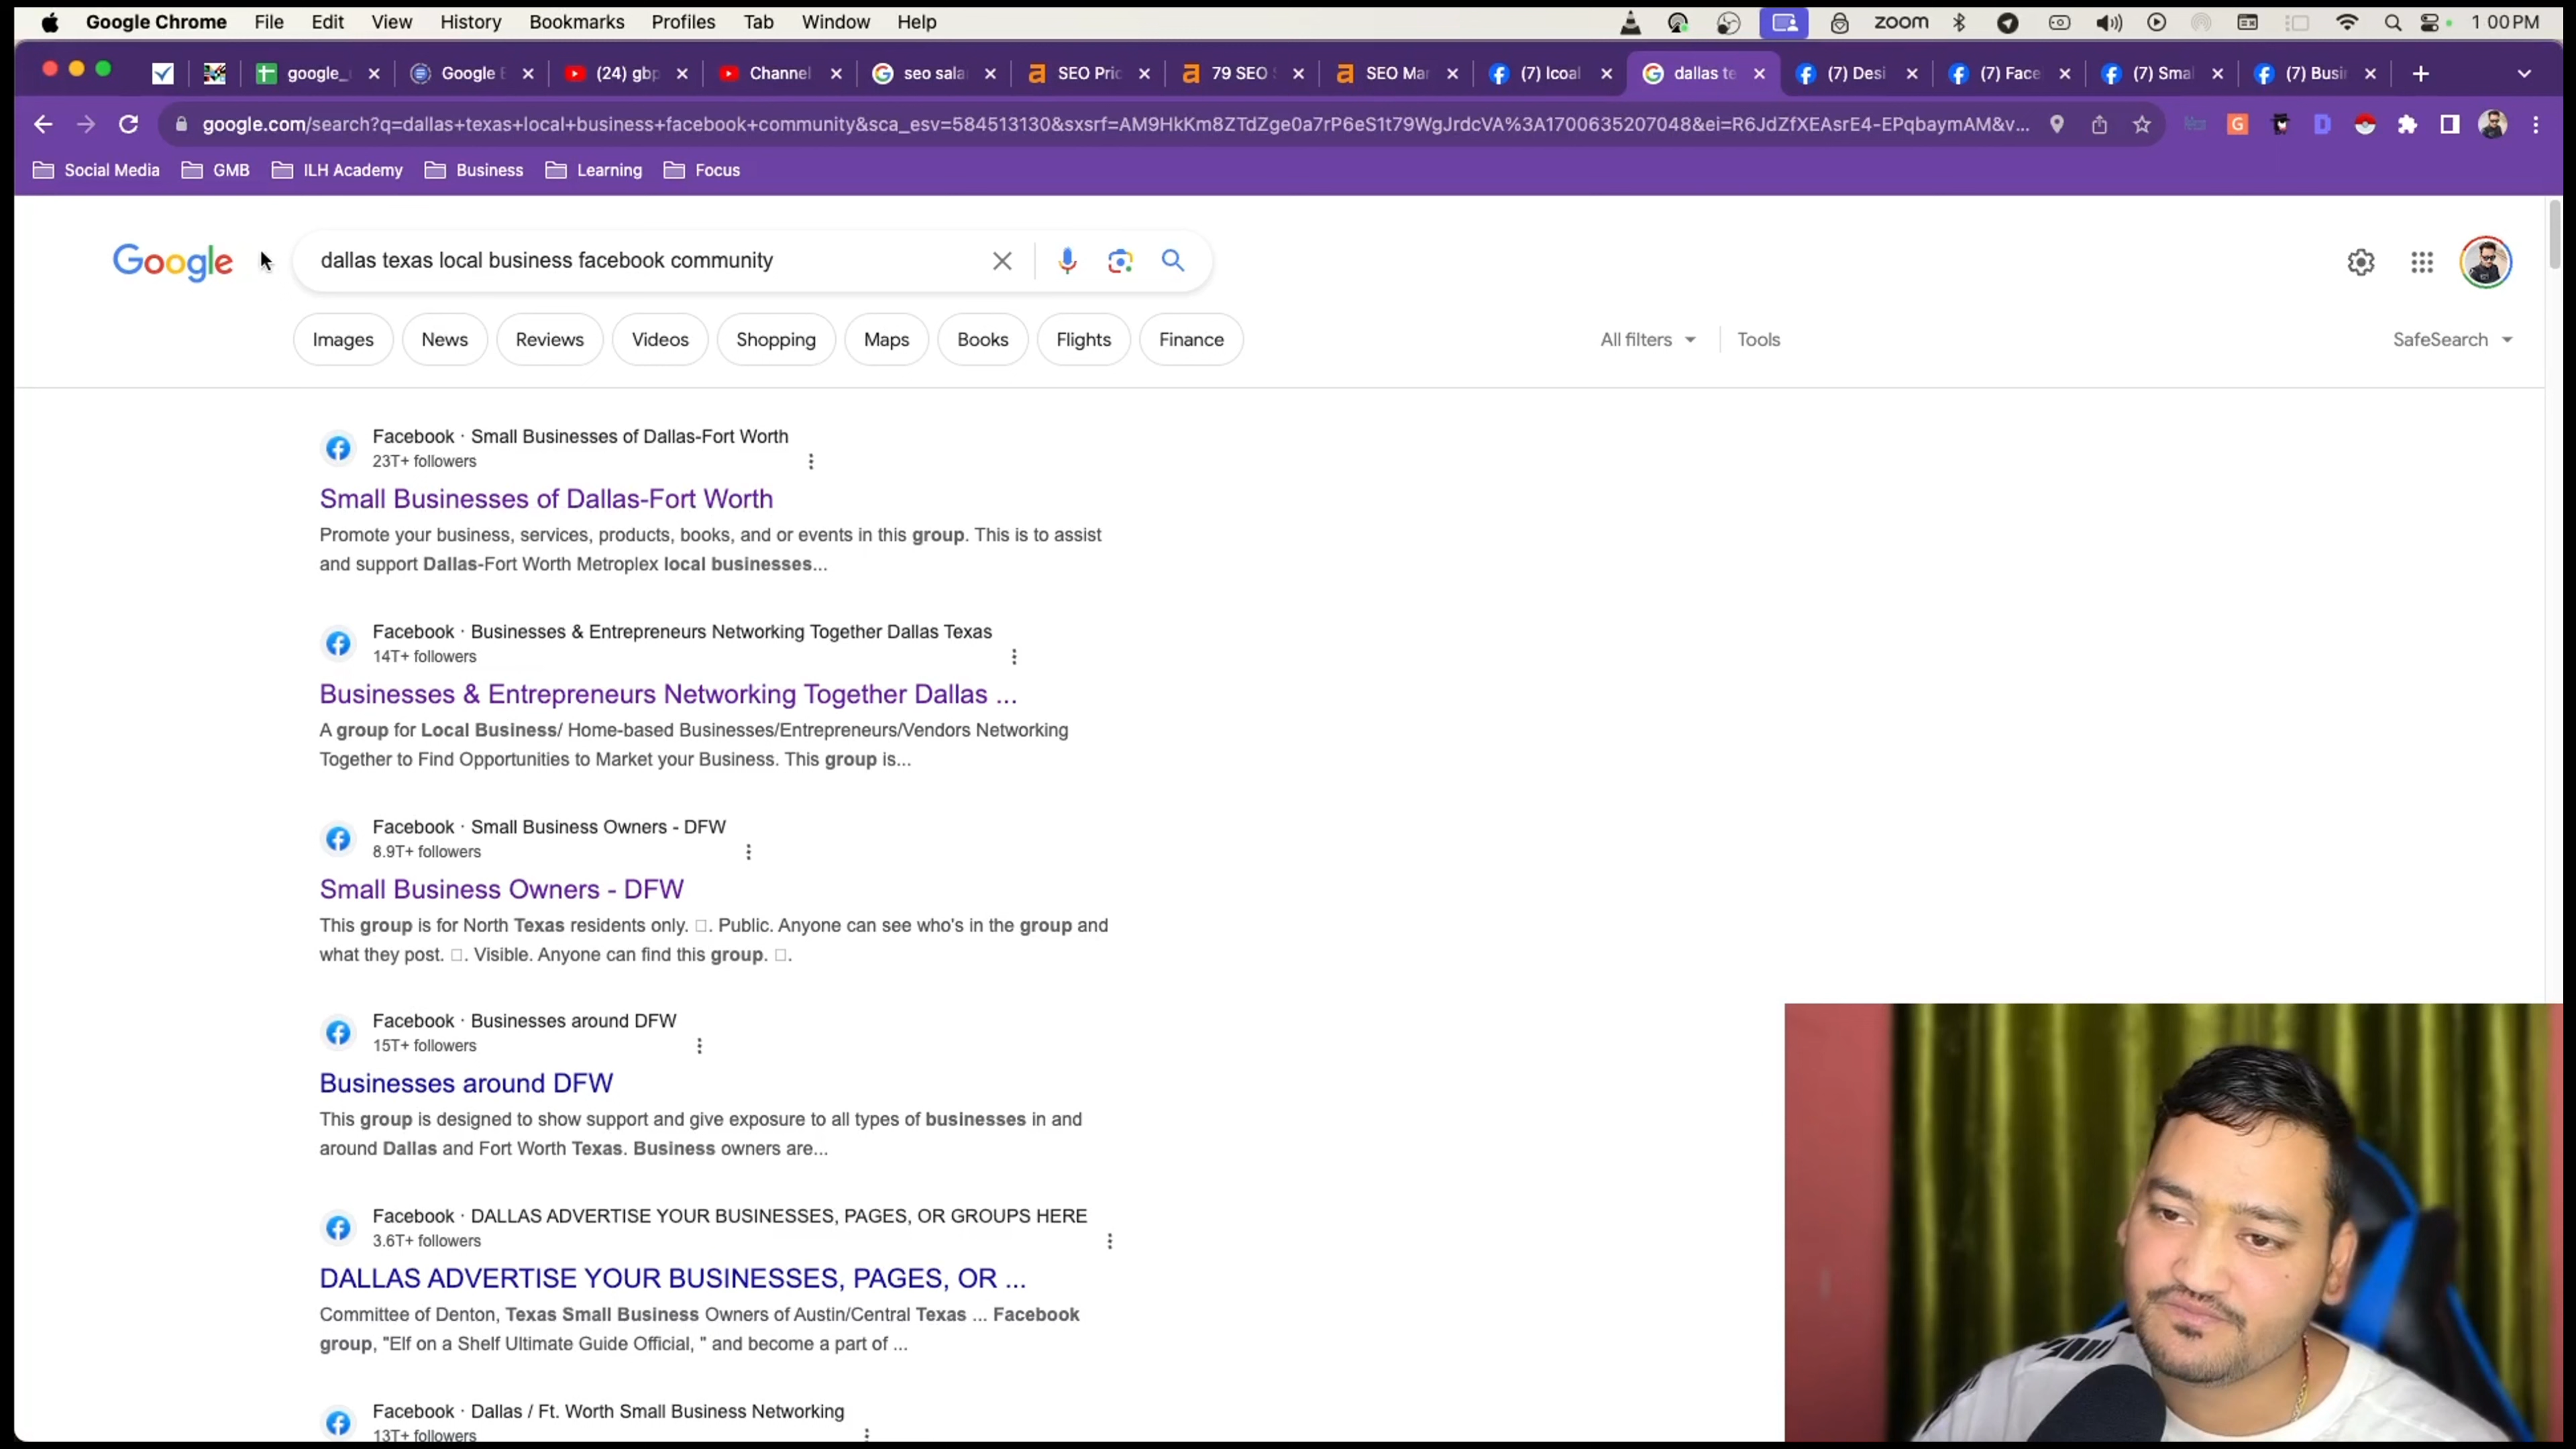 Google Chrome File Edit View History Bookmarks Profiles Tab Window Help zoom 1 00 PM
google_ Google E (24) gbp Channel seo sala SEO Pric 79 SEO SEO Mar (7) lcoal dallas te (7) Desi (7) Face (7) Smal (7) Busi
google.com/search?q=dallas+texas+local+business+facebook+community&sca_esv=584513130&sxsrf=AM9HkKm8ZTdZge0a7rP6eS1t79WgJrdcVA%3A1700635207048&ei=R6JdZfXEAsrE4-EPqbaymAM&v...
Social Media GMB ILH Academy Business Learning Focus
Google dallas texas local business facebook community
Images News Reviews Videos Shopping Maps Books Flights Finance All filters Tools SafeSearch
Facebook · Small Businesses of Dallas-Fort Worth
23T+ followers
Small Businesses of Dallas-Fort Worth
Promote your business, services, products, books, and or events in this group. This is to assist
and support Dallas-Fort Worth Metroplex local businesses...
Facebook · Businesses & Entrepreneurs Networking Together Dallas Texas
14T+ followers
Businesses & Entrepreneurs Networking Together Dallas ...
A group for Local Business/ Home-based Businesses/Entrepreneurs/Vendors Networking
Together to Find Opportunities to Market your Business. This group is...
Facebook · Small Business Owners - DFW
8.9T+ followers
Small Business Owners - DFW
This group is for North Texas residents only. □. Public. Anyone can see who's in the group and
what they post. □. Visible. Anyone can find this group. □.
Facebook · Businesses around DFW
15T+ followers
Businesses around DFW
This group is designed to show support and give exposure to all types of businesses in and
around Dallas and Fort Worth Texas. Business owners are...
Facebook · DALLAS ADVERTISE YOUR BUSINESSES, PAGES, OR GROUPS HERE
3.6T+ followers
DALLAS ADVERTISE YOUR BUSINESSES, PAGES, OR ...
Committee of Denton, Texas Small Business Owners of Austin/Central Texas ... Facebook
group, "Elf on a Shelf Ultimate Guide Official, " and become a part of ...
Facebook · Dallas / Ft. Worth Small Business Networking
13T+ followers